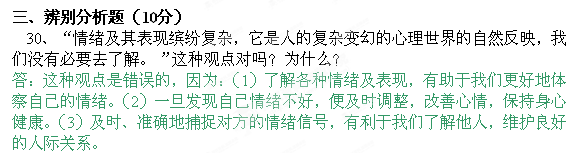 三、辨别分析题（10分）
30、“情绪及其表现缤纷复杂，它是人的复杂变幻的心理世界的自然反映，我
们没有必要去了解。”这种观点对吗？为什么？
答：这种观点是错误的，因为：（1）了解各种情绪及表现，有助于我们更好地体
察自己的情绪。（2）一旦发现自己情绪不好，便及时调整，改善心情，保持身心
健康。（3）及时、准确地捕捉对方的情绪信号，有利于我们了解他人，维护良好
的人际关系。